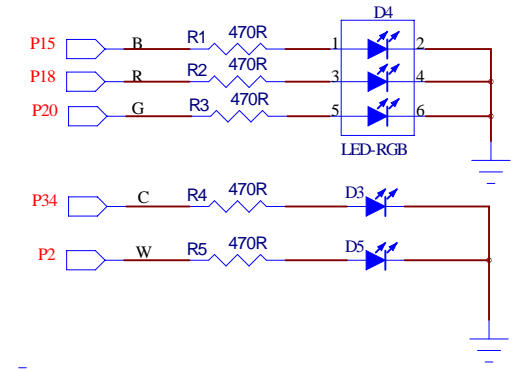 D4
P15 B R1 470R 1 2
P18 R R2 470R 3 4
P20 G R3 470R 5 6
LED-RGB
P34 C R4 470R D3
P2 W R5 470R D5